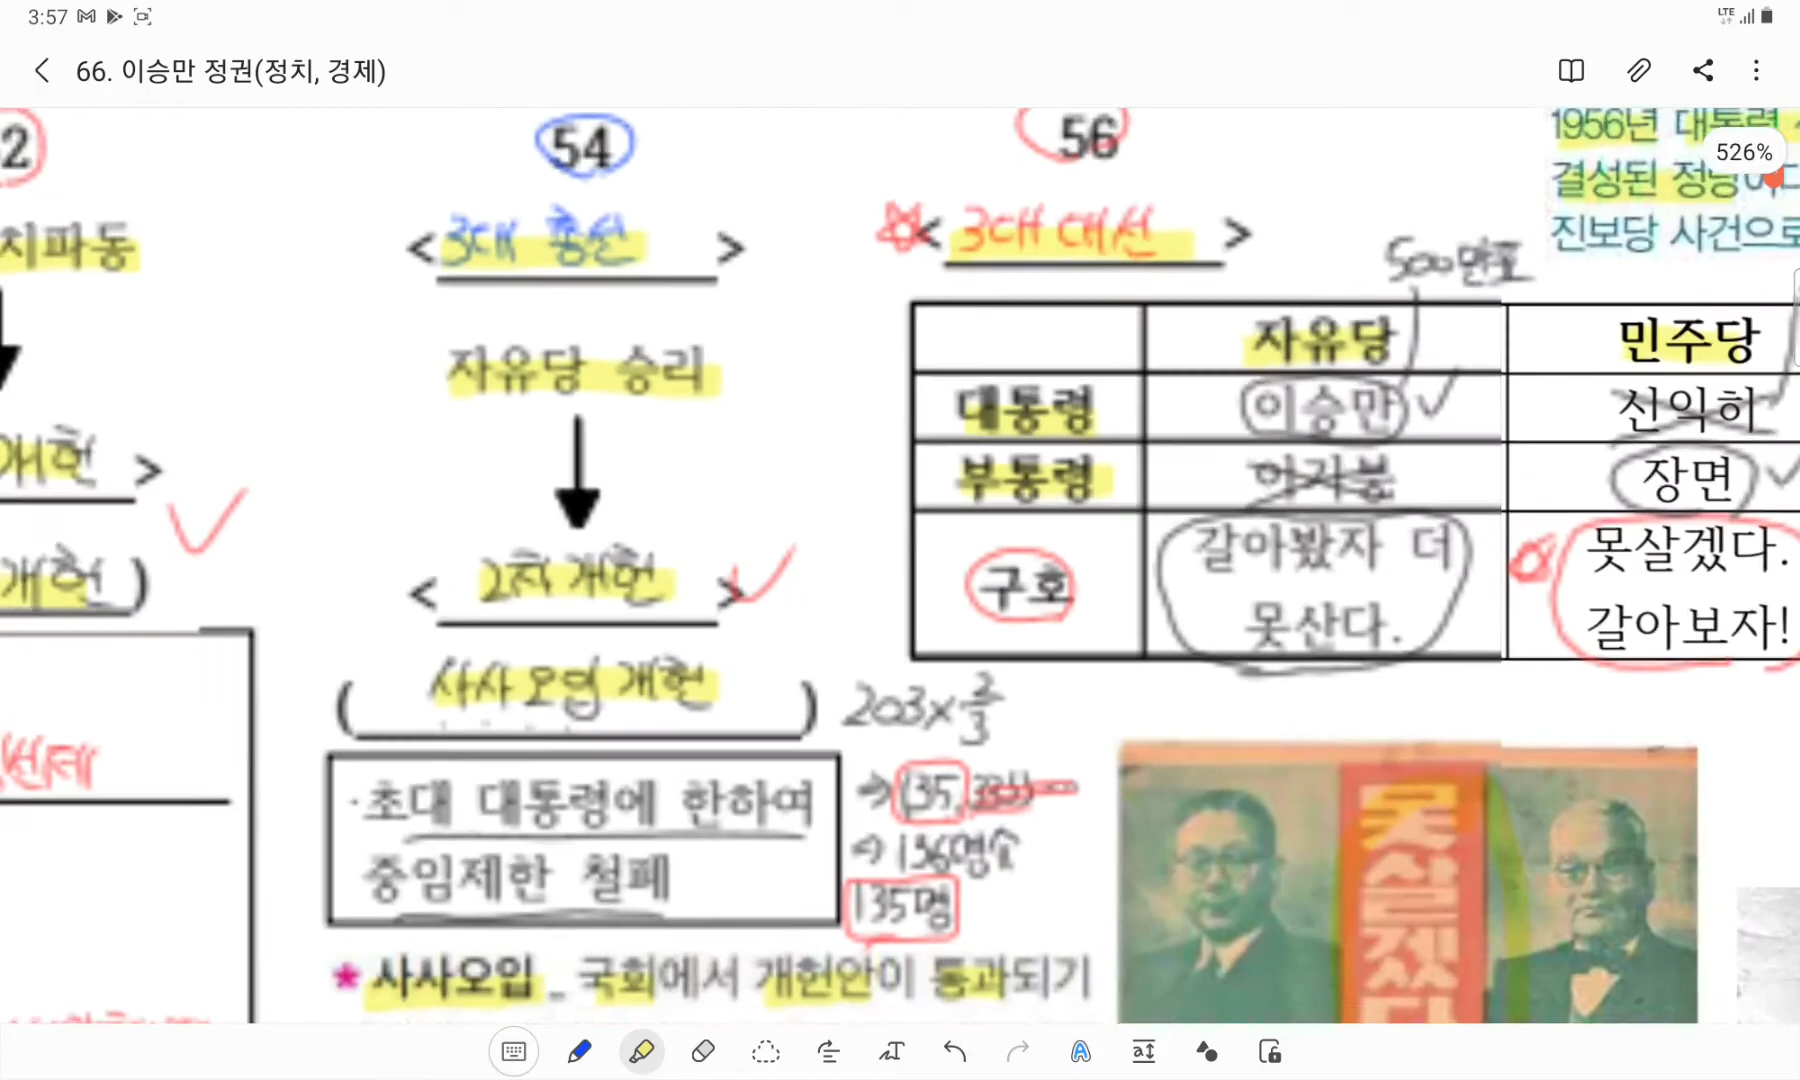 3:57
LTE
66. 이승만 정권(정치, 경제)
526%
2
54
56
1956년 대통령
결성된 정당이다
진보당 사건으로
치파동
< 3대 총선 >
< 3대 대선 >
500만표
자유당 승리
자유당
민주당
대통령
이승만
신익히
부통령
이기붕
장면
구호
갈아봤자 더
못산다.
못살겠다.
갈아보자!
개헌 >
개헌 )
< 2차 개헌 >
( 사사오입 개헌 )
203×2/3
⇒ 135.
⇒ 136명
135명
선제
·초대 대통령에 한하여
중임제한 철폐
★ 사사오입 _ 국회에서 개헌안이 통과되기
못살겠다